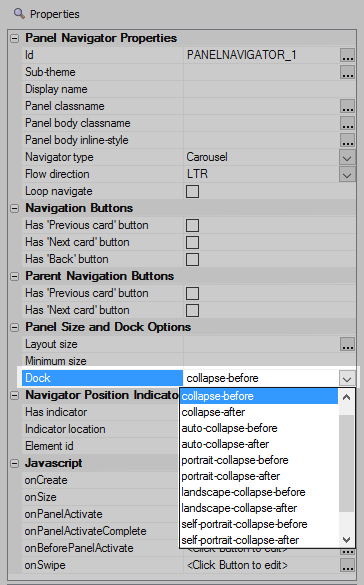 Properties
Panel Navigator Properties
Id PANELNAVIGATOR_1 ...
Sub-theme ...
Display name
Panel classname ...
Panel body classname ...
Panel body inline-style ...
Navigator type Carousel
Flow direction LTR
Loop navigate
Navigation Buttons
Has 'Previous card' button
Has 'Next card' button
Has 'Back' button
Parent Navigation Buttons
Has 'Previous card' button
Has 'Next card' button
Panel Size and Dock Options
Layout size ...
Minimum size
Dock collapse-before
Navigator Position Indicato
collapse-before
Has indicator
collapse-after
Indicator location
auto-collapse-before
auto-collapse-after
Element id
portrait-collapse-before
Javascript
portrait-collapse-after
onCreate
landscape-collapse-before
onSize
landscape-collapse-after
onPanelActivate
self-portrait-collapse-before
onPanelActivateComplete
self-portrait-collapse-after
onBeforePanelActivate <Click Button to edit> ...
onSwipe <Click Button to edit> ...